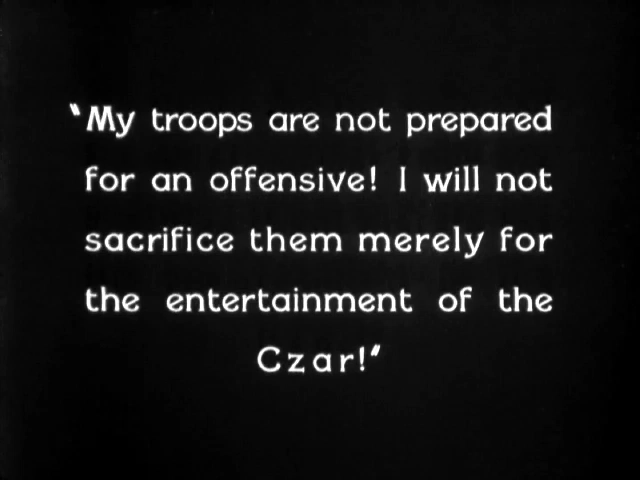 "My troops are not prepared
for an offensive! I will not
sacrifice them merely for
the entertainment of the
Czar!"